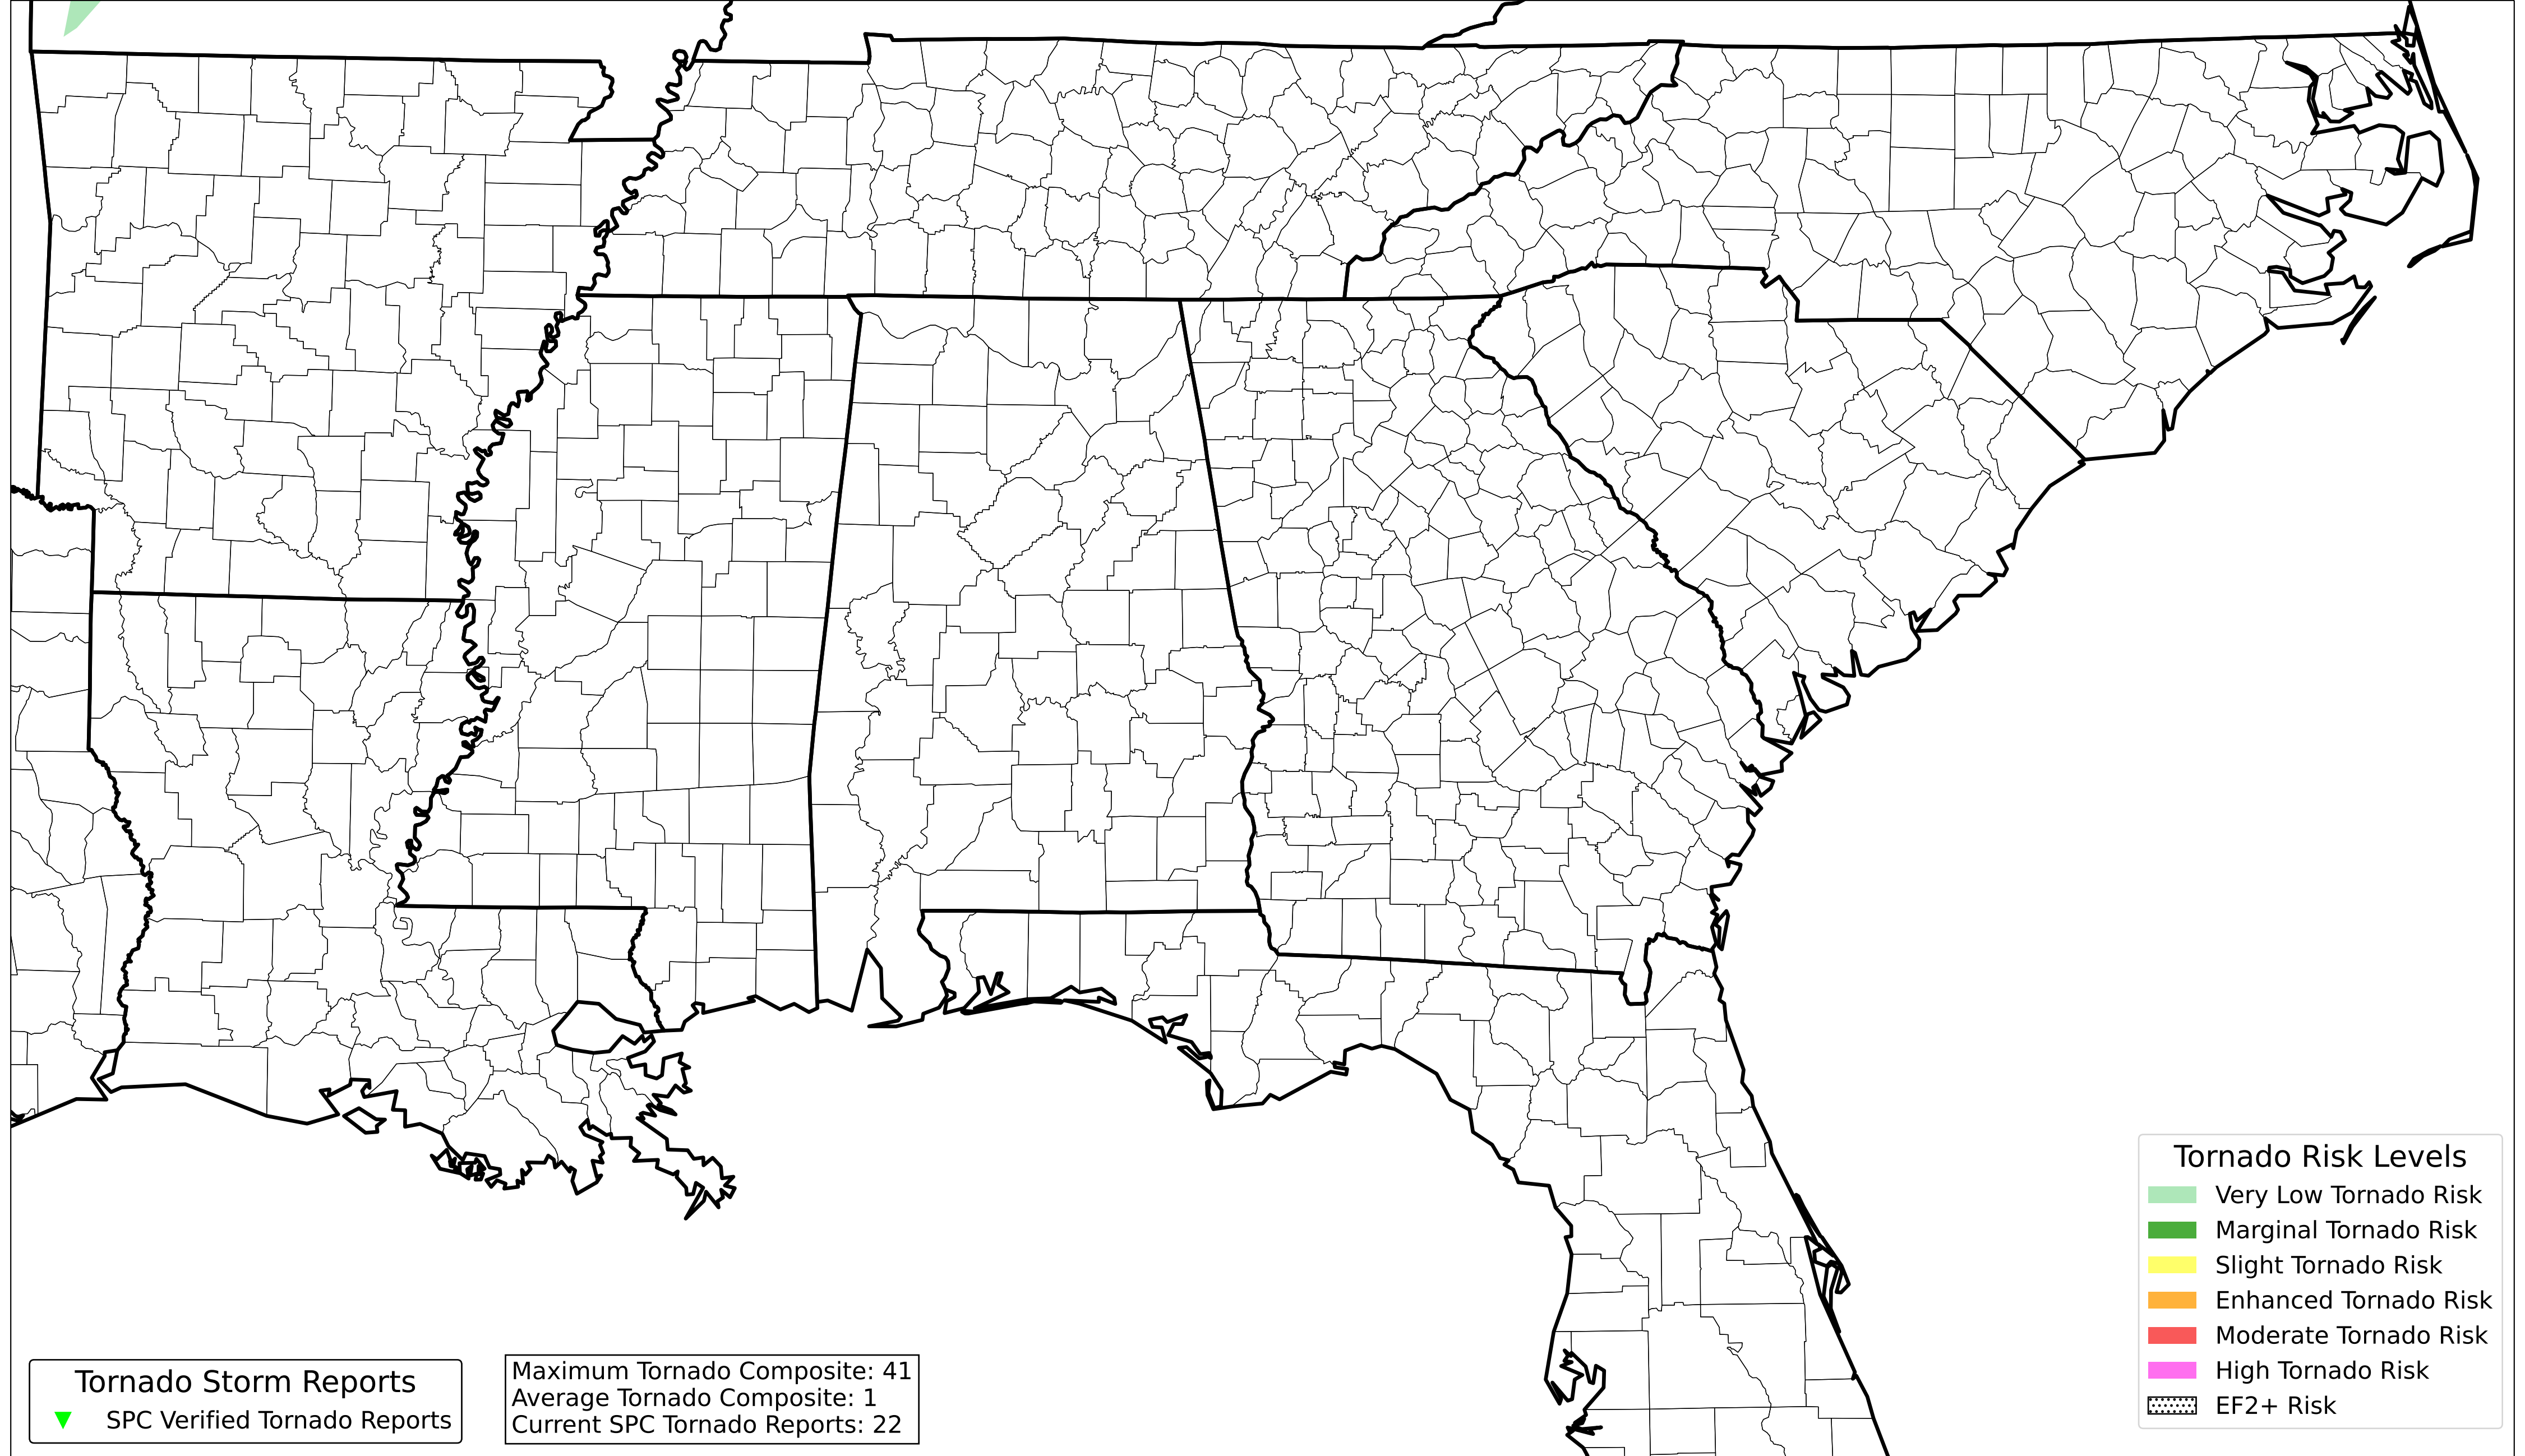 Tornado Risk Levels
Very Low Tornado Risk
Marginal Tornado Risk
Slight Tornado Risk
Enhanced Tornado Risk
Moderate Tornado Risk
High Tornado Risk
EF2+ Risk
Tornado Storm Reports
SPC Verified Tornado Reports
Maximum Tornado Composite: 41
Average Tornado Composite: 1
Current SPC Tornado Reports: 22